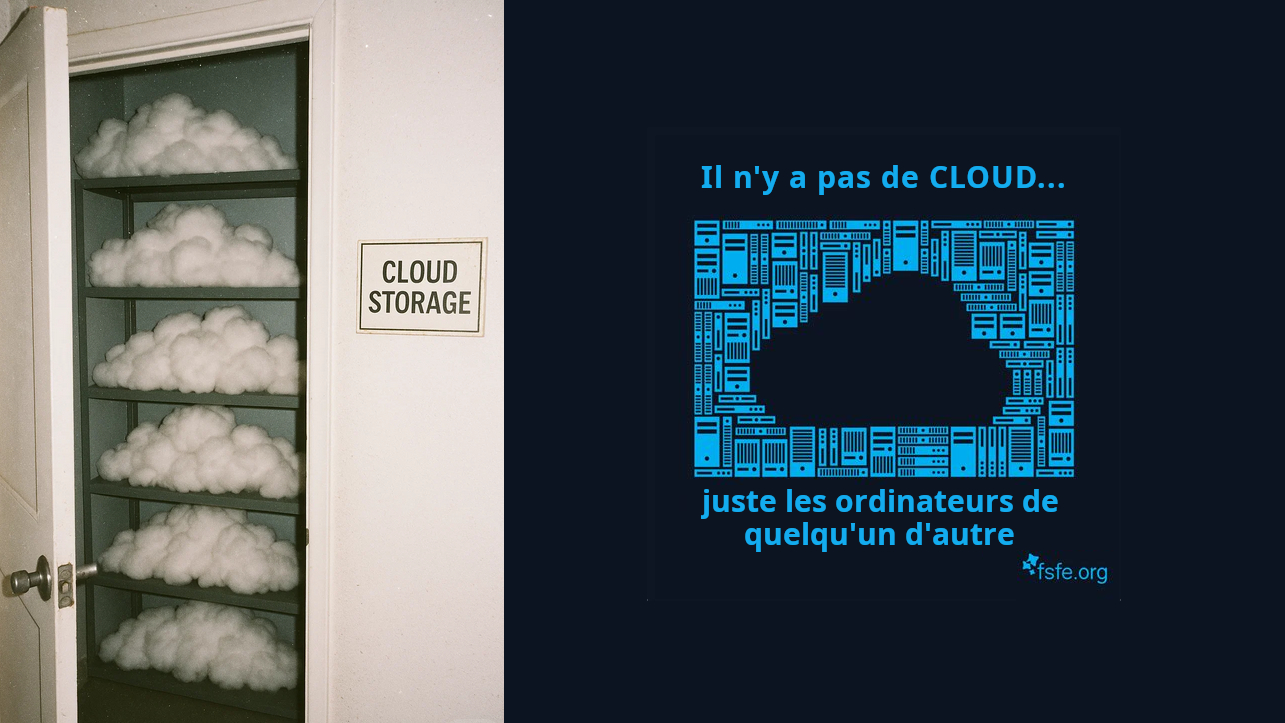 CLOUD
STORAGE
Il n'y a pas de CLOUD...
juste les ordinateurs de
quelqu'un d'autre
fsfe.org